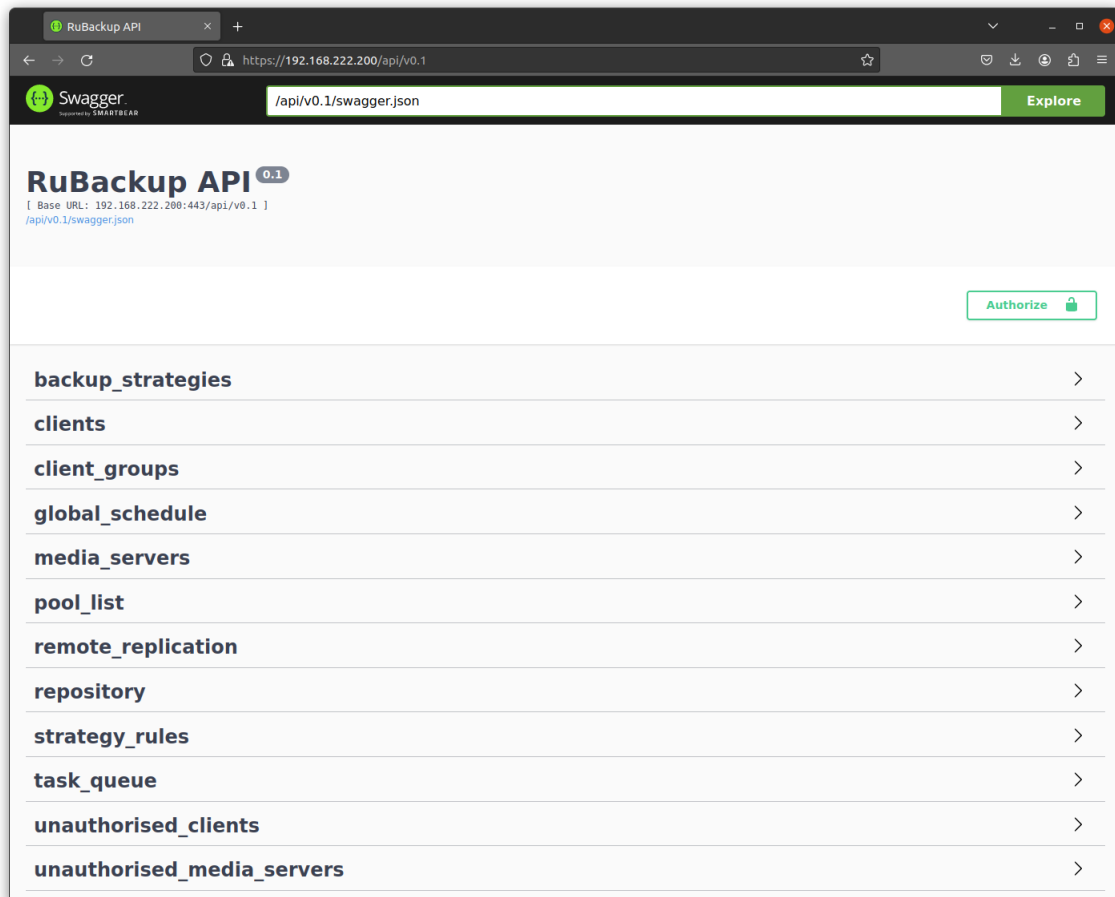 RuBackup API
https://192.168.222.200/api/v0.1
Swagger.
Supported by SMARTBEAR
/api/v0.1/swagger.json
Explore
RuBackup API 0.1
[ Base URL: 192.168.222.200:443/api/v0.1 ]
/api/v0.1/swagger.json
Authorize
backup_strategies
clients
client_groups
global_schedule
media_servers
pool_list
remote_replication
repository
strategy_rules
task_queue
unauthorised_clients
unauthorised_media_servers